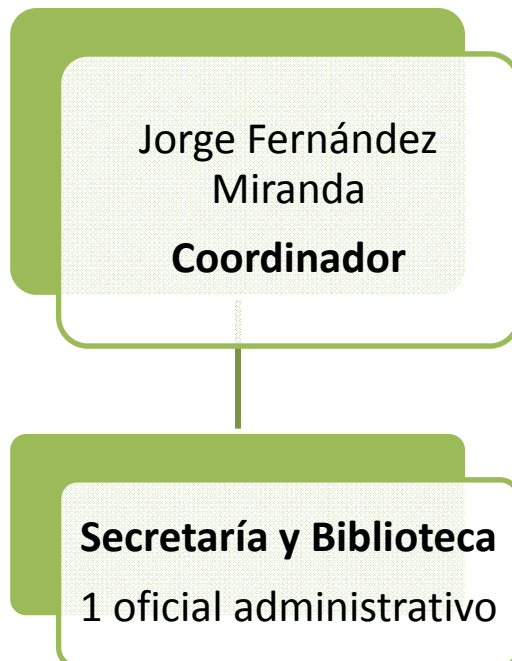 Jorge Fernández
Miranda
Coordinador
Secretaría y Biblioteca
1 oficial administrativo